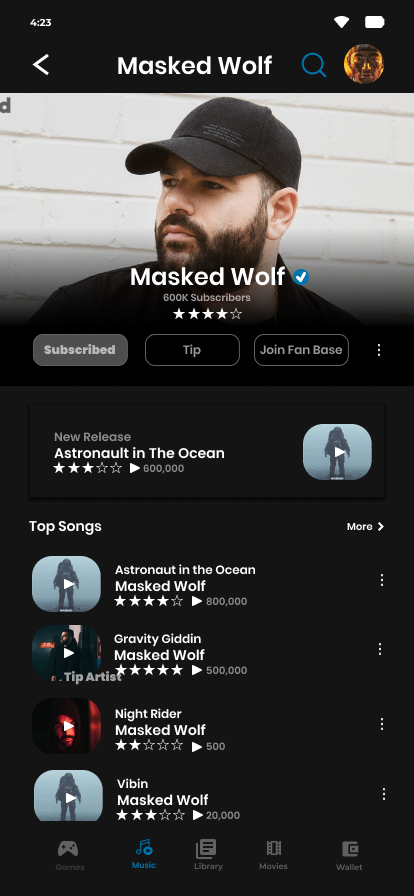 4:23
Masked Wolf
d
Masked Wolf
600K Subscribers
Subscribed
Tip
Join Fan Base
New Release
Astronault in The Ocean
600,000
Top Songs
More
Astronaut in the Ocean
Masked Wolf
800,000
Gravity Giddin
Masked Wolf
500,000
Tip Artist
Night Rider
Masked Wolf
500
Vibin
Masked Wolf
20,000
Games
Music
Library
Movies
Wallet